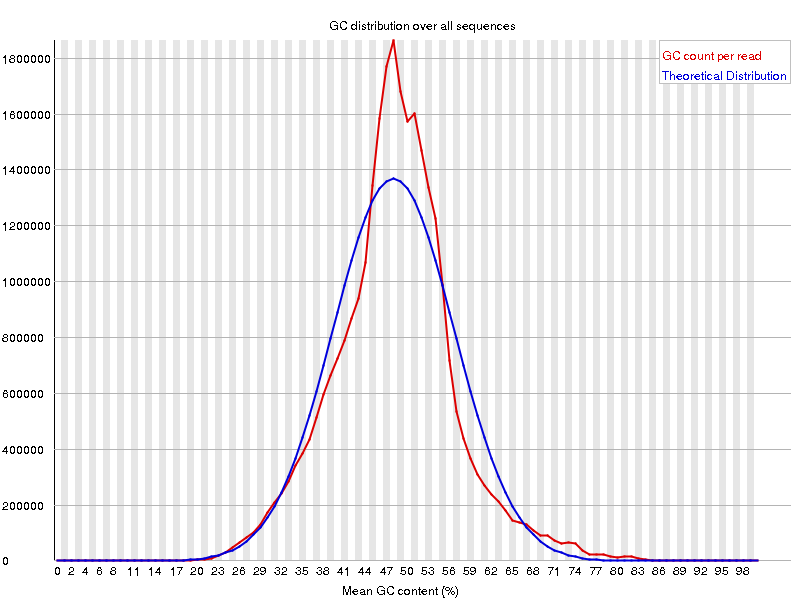 GC distribution over all sequences
GC count per read
Theoretical Distribution
1800000
1600000
1400000
1200000
1000000
800000
600000
400000
200000
0
0 2 4 6 8 11 14 17 20 23 26 29 32 35 38 41 44 47 50 53 56 59 62 65 68 71 74 77 80 83 86 89 92 95 98
Mean GC content (%)